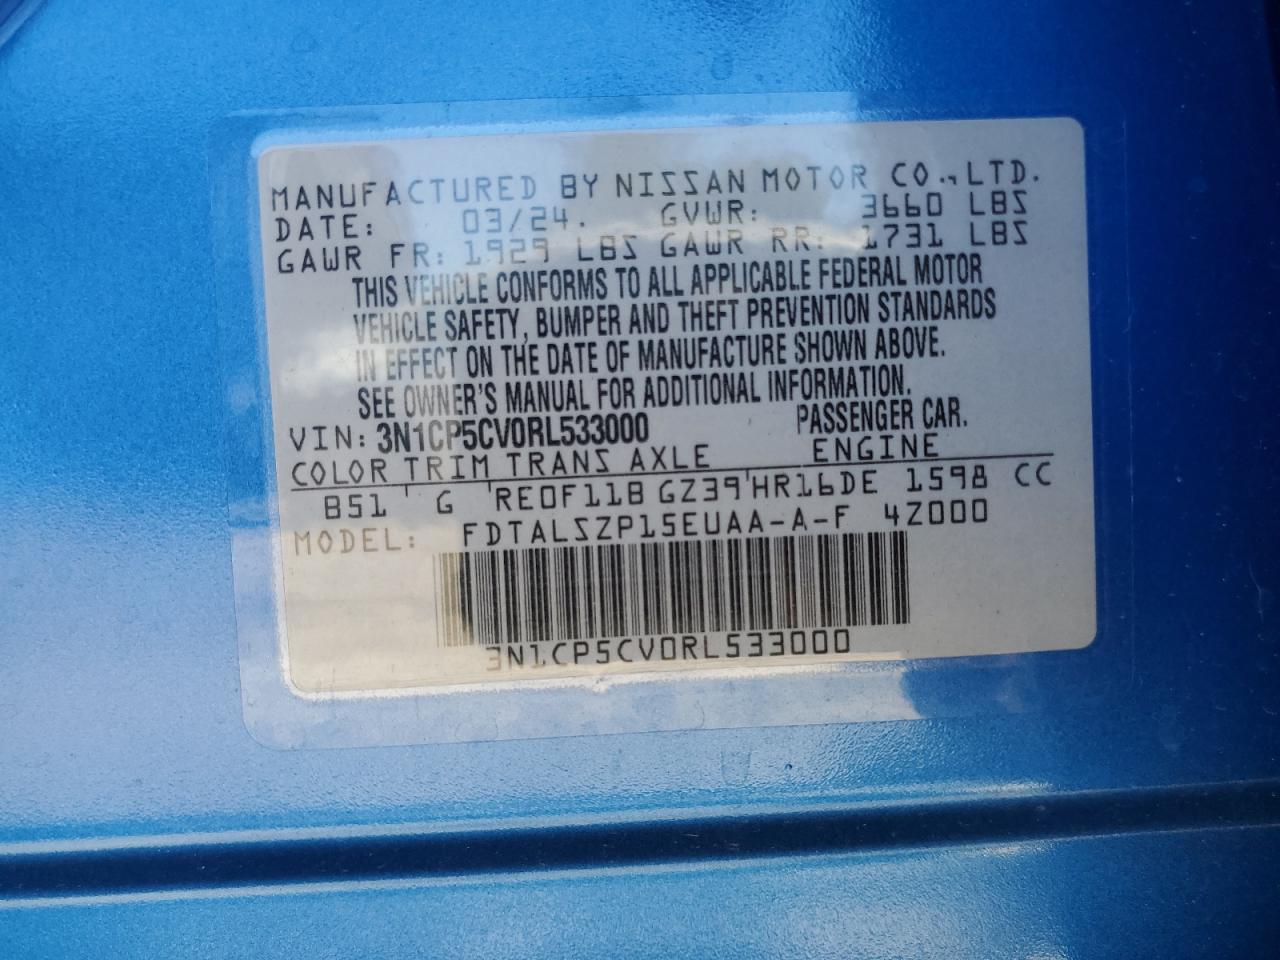 MANUFACTURED BY NISSAN MOTOR CO., LTD.
DATE: 03/24. GVWR: 3660 LBS
GAWR FR: 1929 LBS GAWR RR: 1731 LBS
THIS VEHICLE CONFORMS TO ALL APPLICABLE FEDERAL MOTOR
VEHICLE SAFETY, BUMPER AND THEFT PREVENTION STANDARDS
IN EFFECT ON THE DATE OF MANUFACTURE SHOWN ABOVE.
SEE OWNER'S MANUAL FOR ADDITIONAL INFORMATION.
VIN: 3N1CP5CV0RL533000 PASSENGER CAR.
COLOR TRIM TRANS AXLE ENGINE
B51 G RE0F11B GZ39 HR16DE 1598 CC
MODEL: FDTALSZP15EUAA-A-F 4Z000
3N1CP5CV0RL533000